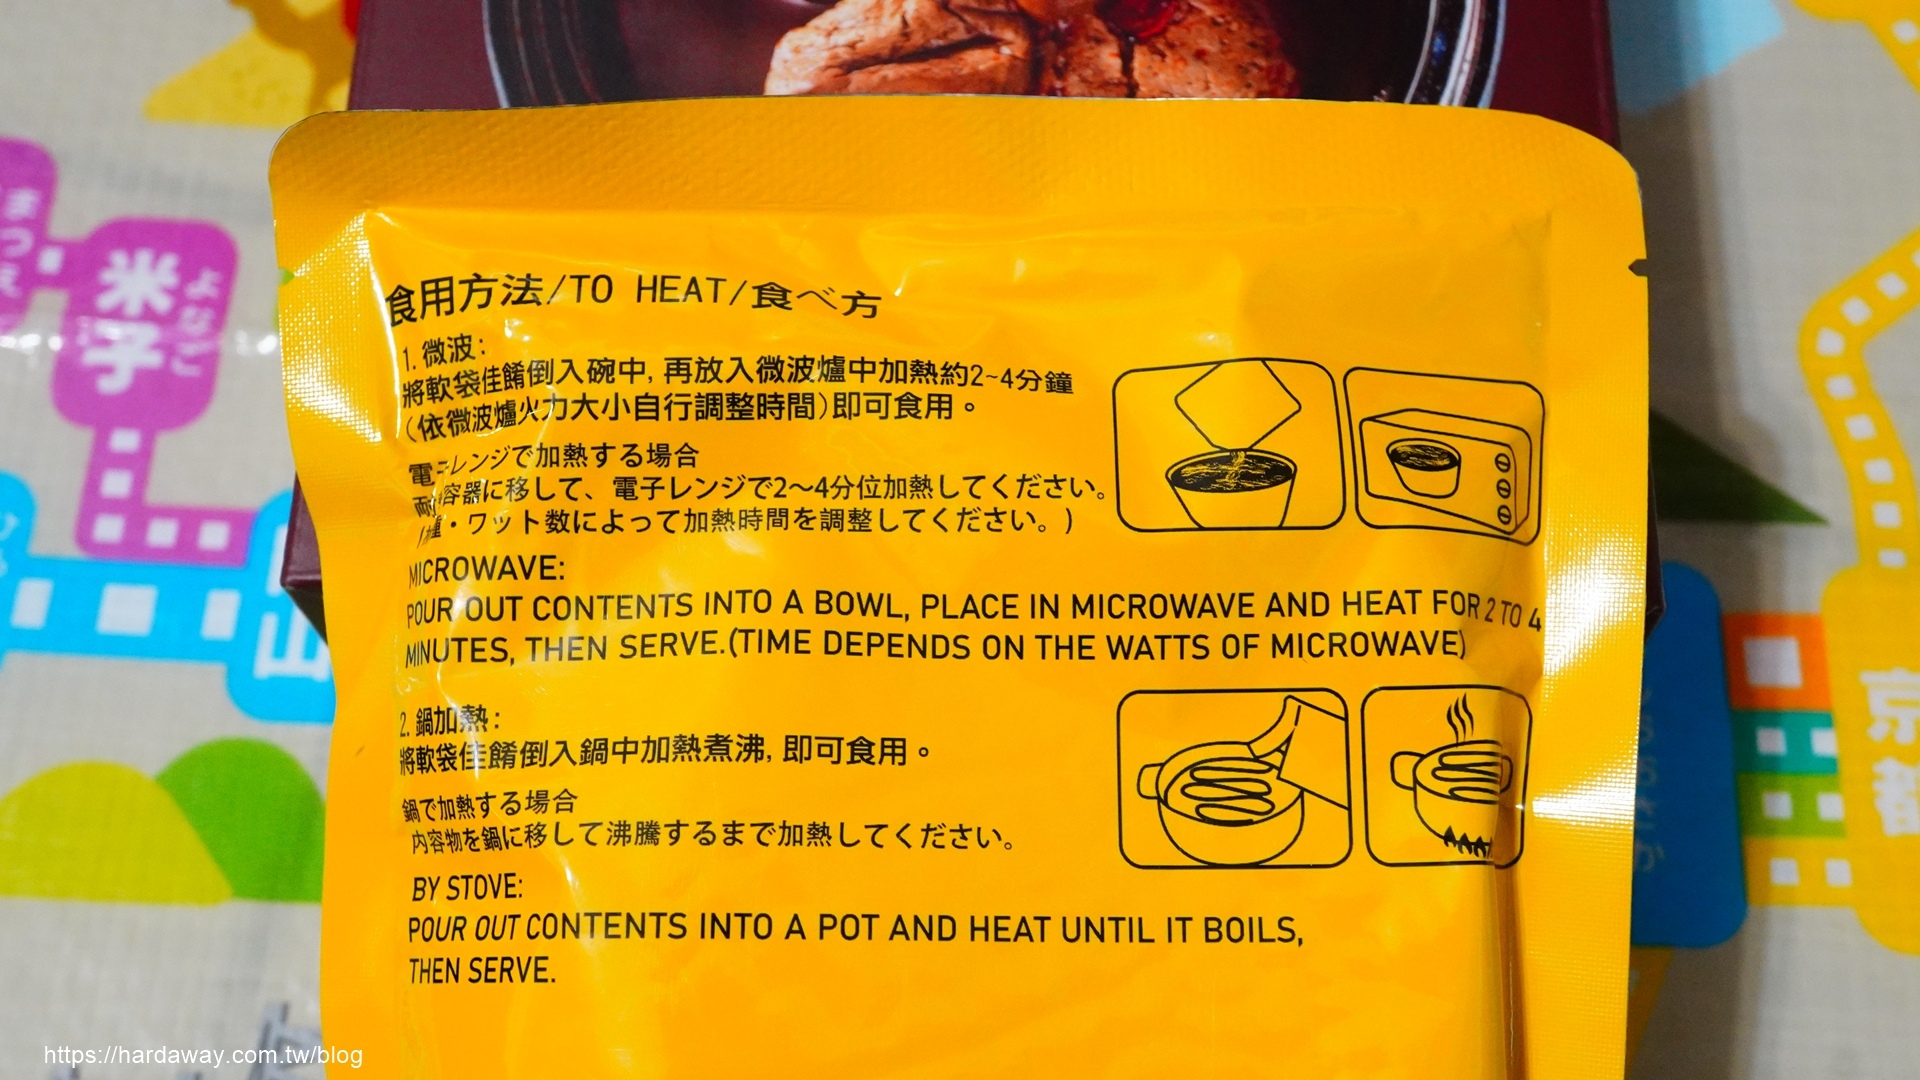 食用方法/TO HEAT/食べ方
1. 微波:
將軟袋佳餚倒入碗中, 再放入微波爐中加熱約2~4分鐘
(依微波爐火力大小自行調整時間)即可食用。
電子レンジで加熱する場合
容器に移して、電子レンジで2〜4分位加熱してください。
・ワット数によって加熱時間を調整してください。)
MICROWAVE:
POUR OUT CONTENTS INTO A BOWL, PLACE IN MICROWAVE AND HEAT FOR 2 TO 4
MINUTES, THEN SERVE.(TIME DEPENDS ON THE WATTS OF MICROWAVE)
2. 鍋加熱:
將軟袋佳餚倒入鍋中加熱煮沸, 即可食用。
鍋で加熱する場合
内容物を鍋に移して沸騰するまで加熱してください。
BY STOVE:
POUR OUT CONTENTS INTO A POT AND HEAT UNTIL IT BOILS,
THEN SERVE.
まつえ
米子
よなご
山
京都
https://hardaway.com.tw/blog